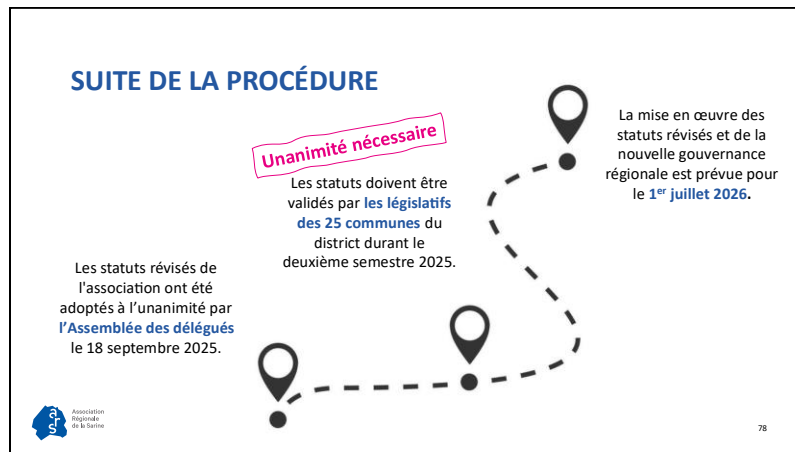 SUITE DE LA PROCÉDURE
Les statuts révisés de
l'association ont été
adoptés à l’unanimité par
l’Assemblée des délégués
le 18 septembre 2025.
Unanimité nécessaire
Les statuts doivent être
validés par les législatifs
des 25 communes du
district durant le
deuxième semestre 2025.
La mise en œuvre des
statuts révisés et de la
nouvelle gouvernance
régionale est prévue pour
le 1er juillet 2026.
ars
Association
Régionale
de la Sarine
78